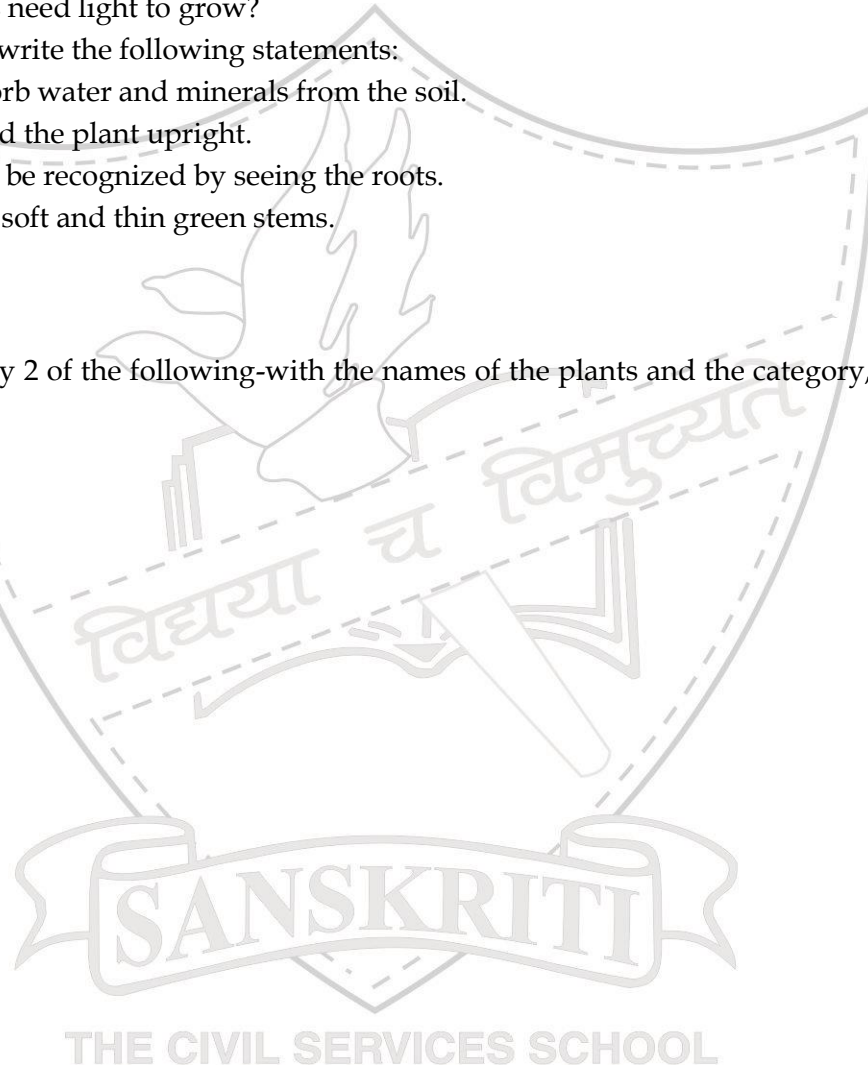 need light to grow?
write the following statements:
orb water and minerals from the soil.
d the plant upright.
be recognized by seeing the roots.
soft and thin green stems.
y 2 of the following-with the names of the plants and the category,
विद्यया च विमुच्यते
SANSKRITI
THE CIVIL SERVICES SCHOOL